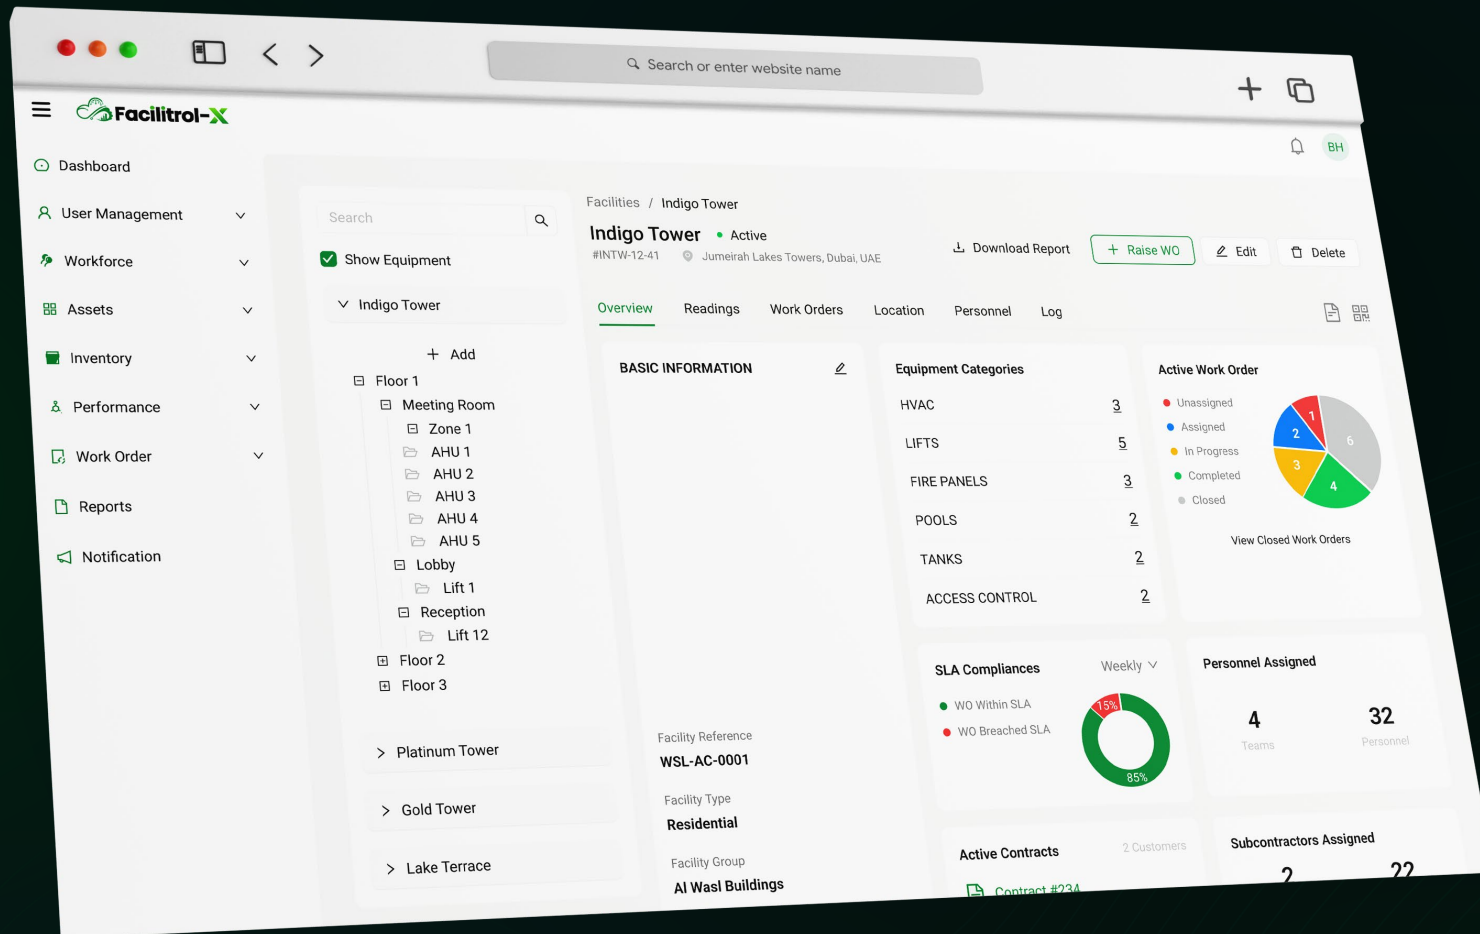 Search or enter website name
Facilitrol-X
BH
Dashboard
User Management
Workforce
Assets
Inventory
Performance
Work Order
Reports
Notification
Search
Show Equipment
Indigo Tower
+ Add
Floor 1
Meeting Room
Zone 1
AHU 1
AHU 2
AHU 3
AHU 4
AHU 5
Lobby
Lift 1
Reception
Lift 12
Floor 2
Floor 3
Platinum Tower
Gold Tower
Lake Terrace
Facilities / Indigo Tower
Indigo Tower • Active
#INTW-12-41 Jumeirah Lakes Towers, Dubai, UAE
Download Report
+ Raise WO
Edit
Delete
Overview Readings Work Orders Location Personnel Log
BASIC INFORMATION
Facility Reference
WSL-AC-0001
Facility Type
Residential
Facility Group
Al Wasl Buildings
Equipment Categories
HVAC 3
LIFTS 5
FIRE PANELS 3
POOLS 2
TANKS 2
ACCESS CONTROL 2
Active Work Order
Unassigned
Assigned
In Progress
Completed
Closed
1
2
3
4
6
View Closed Work Orders
SLA Compliances Weekly
WO Within SLA
WO Breached SLA
15%
85%
Personnel Assigned
4 32
Teams Personnel
Active Contracts 2 Customers
Contract #234
Subcontractors Assigned
2 22